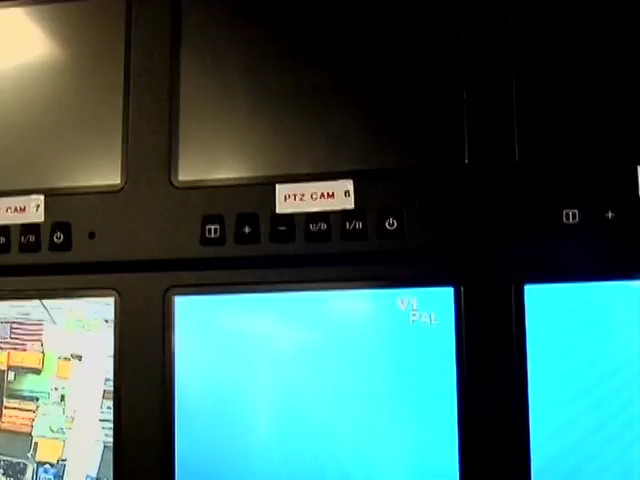 CAM 7
PTZ CAM 6
I/D
+
-
U/D
I/D
+
V1
PAL